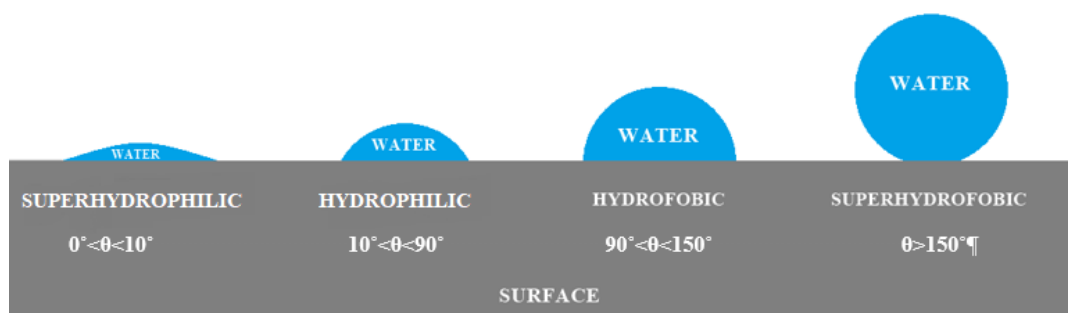 WATER
WATER
WATER
WATER
SUPERHYDROPHILIC
HYDROPHILIC
HYDROFOBIC
SUPERHYDROFOBIC
0˚<θ<10˚
10˚<θ<90˚
90˚<θ<150˚
θ>150˚¶
SURFACE